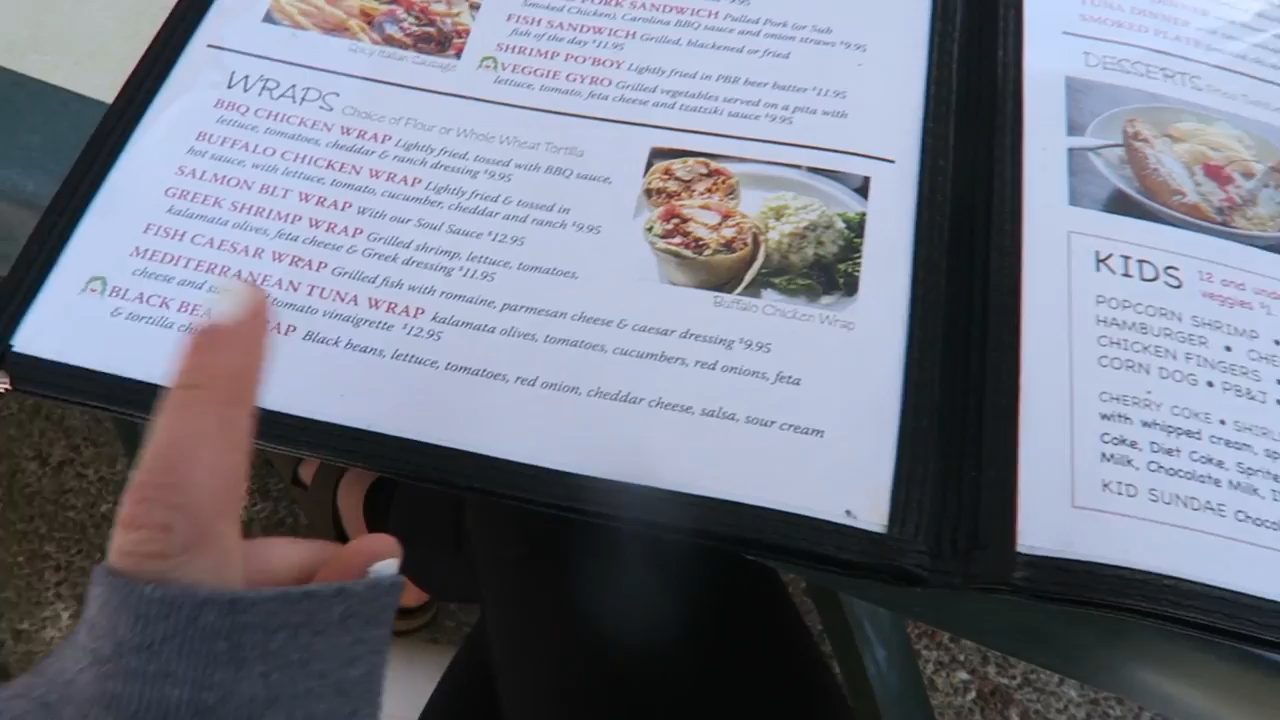 PORK SANDWICH Pulled Pork (or Sub
Smoked Chicken), Carolina BBQ sauce and onion straws $9.95
FISH SANDWICH Grilled, blackened or fried
fish of the day $11.95
SHRIMP PO'BOY Lightly fried in PBR beer batter $11.95
VEGGIE GYRO Grilled vegetables served on a pita with
lettuce, tomato, feta cheese and tzatziki sauce $9.95
Spicy Italian Sausage
WRAPS Choice of Flour or Whole Wheat Tortilla
BBQ CHICKEN WRAP Lightly fried, tossed with BBQ sauce,
lettuce, tomatoes, cheddar & ranch dressing $9.95
BUFFALO CHICKEN WRAP Lightly fried & tossed in
hot sauce, with lettuce, tomato, cucumber, cheddar and ranch $9.95
SALMON BLT WRAP With our Soul Sauce $12.95
GREEK SHRIMP WRAP Grilled shrimp, lettuce, tomatoes,
kalamata olives, feta cheese & Greek dressing $11.95
FISH CAESAR WRAP Grilled fish with romaine, parmesan cheese & caesar dressing $9.95
MEDITERRANEAN TUNA WRAP kalamata olives, tomatoes, cucumbers, red onions, feta
cheese and tomato vinaigrette $12.95
BLACK Black beans, lettuce, tomatoes, red onion, cheddar cheese, salsa, sour cream
& tortilla
Buffalo Chicken Wrap
DINNER
TUNA DINNER
SMOKED PLATE
DESSERTS
KIDS 12 and
veggies
POPCORN SHRIMP •
HAMBURGER •
CHICKEN FINGERS •
CORN DOG • PB&J
CHERRY COKE •
with whipped cream,
Coke, Diet Coke, Sprite
Milk, Chocolate Milk,
KID SUNDAE